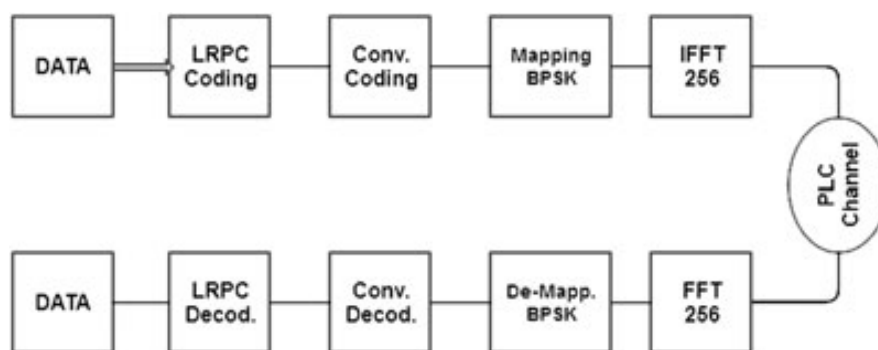 DATA
LRPC
Coding
Conv.
Coding
Mapping
BPSK
IFFT
256
PLC
Channel
DATA
LRPC
Decod.
Conv.
Decod.
De-Mapp.
BPSK
FFT
256